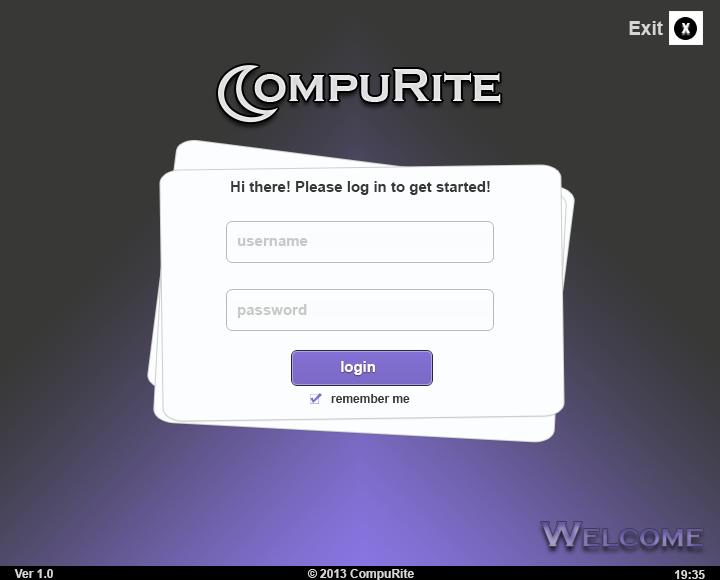 Exit X
CompuRite
Hi there! Please log in to get started!
username
password
login
remember me
Welcome
Ver 1.0 © 2013 CompuRite 19:35